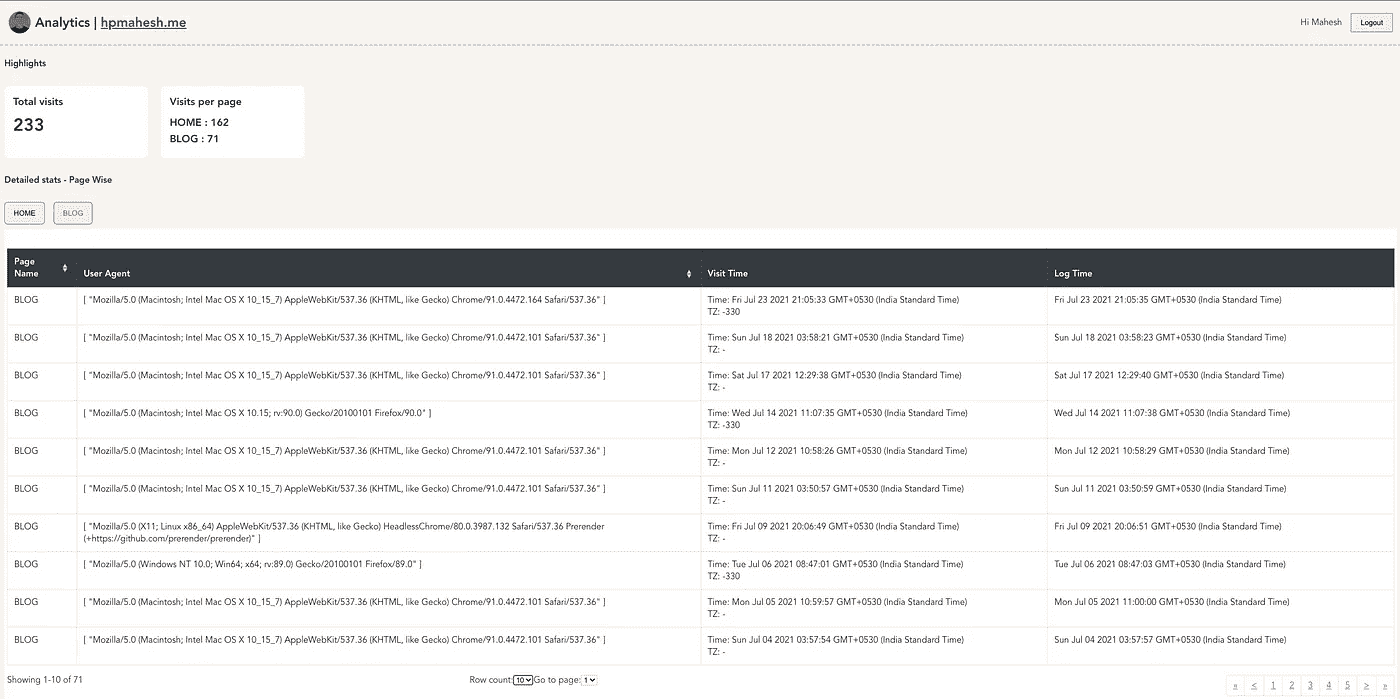 Analytics | hpmahesh.me
Hi Mahesh
Logout
Highlights
Total visits
233
Visits per page
HOME : 162
BLOG : 71
Detailed stats - Page Wise
HOME
BLOG
Page Name
User Agent
Visit Time
Log Time
BLOG
[ "Mozilla/5.0 (Macintosh; Intel Mac OS X 10_15_7) AppleWebKit/537.36 (KHTML, like Gecko) Chrome/91.0.4472.164 Safari/537.36" ]
Time: Fri Jul 23 2021 21:05:33 GMT+0530 (India Standard Time)
TZ: -330
Fri Jul 23 2021 21:05:35 GMT+0530 (India Standard Time)
BLOG
[ "Mozilla/5.0 (Macintosh; Intel Mac OS X 10_15_7) AppleWebKit/537.36 (KHTML, like Gecko) Chrome/91.0.4472.101 Safari/537.36" ]
Time: Sun Jul 18 2021 03:58:21 GMT+0530 (India Standard Time)
TZ: -
Sun Jul 18 2021 03:58:23 GMT+0530 (India Standard Time)
BLOG
[ "Mozilla/5.0 (Macintosh; Intel Mac OS X 10_15_7) AppleWebKit/537.36 (KHTML, like Gecko) Chrome/91.0.4472.101 Safari/537.36" ]
Time: Sat Jul 17 2021 12:29:38 GMT+0530 (India Standard Time)
TZ: -
Sat Jul 17 2021 12:29:40 GMT+0530 (India Standard Time)
BLOG
[ "Mozilla/5.0 (Macintosh; Intel Mac OS X 10.15; rv:90.0) Gecko/20100101 Firefox/90.0" ]
Time: Wed Jul 14 2021 11:07:35 GMT+0530 (India Standard Time)
TZ: -330
Wed Jul 14 2021 11:07:38 GMT+0530 (India Standard Time)
BLOG
[ "Mozilla/5.0 (Macintosh; Intel Mac OS X 10_15_7) AppleWebKit/537.36 (KHTML, like Gecko) Chrome/91.0.4472.101 Safari/537.36" ]
Time: Mon Jul 12 2021 10:58:26 GMT+0530 (India Standard Time)
TZ: -
Mon Jul 12 2021 10:58:29 GMT+0530 (India Standard Time)
BLOG
[ "Mozilla/5.0 (Macintosh; Intel Mac OS X 10_15_7) AppleWebKit/537.36 (KHTML, like Gecko) Chrome/91.0.4472.101 Safari/537.36" ]
Time: Sun Jul 11 2021 03:50:57 GMT+0530 (India Standard Time)
TZ: -
Sun Jul 11 2021 03:50:59 GMT+0530 (India Standard Time)
BLOG
[ "Mozilla/5.0 (X11; Linux x86_64) AppleWebKit/537.36 (KHTML, like Gecko) HeadlessChrome/80.0.3987.132 Safari/537.36 Prerender
(+https://github.com/prerender/prerender)" ]
Time: Fri Jul 09 2021 20:06:49 GMT+0530 (India Standard Time)
TZ: -
Fri Jul 09 2021 20:06:51 GMT+0530 (India Standard Time)
BLOG
[ "Mozilla/5.0 (Windows NT 10.0; Win64; x64; rv:89.0) Gecko/20100101 Firefox/89.0" ]
Time: Tue Jul 06 2021 08:47:01 GMT+0530 (India Standard Time)
TZ: -330
Tue Jul 06 2021 08:47:03 GMT+0530 (India Standard Time)
BLOG
[ "Mozilla/5.0 (Macintosh; Intel Mac OS X 10_15_7) AppleWebKit/537.36 (KHTML, like Gecko) Chrome/91.0.4472.101 Safari/537.36" ]
Time: Mon Jul 05 2021 10:59:57 GMT+0530 (India Standard Time)
TZ: -
Mon Jul 05 2021 11:00:00 GMT+0530 (India Standard Time)
BLOG
[ "Mozilla/5.0 (Macintosh; Intel Mac OS X 10_15_7) AppleWebKit/537.36 (KHTML, like Gecko) Chrome/91.0.4472.101 Safari/537.36" ]
Time: Sun Jul 04 2021 03:57:54 GMT+0530 (India Standard Time)
TZ: -
Sun Jul 04 2021 03:57:57 GMT+0530 (India Standard Time)
Showing 1-10 of 71
Row count: 10 Go to page: 1
« < 1 2 3 4 5 > »